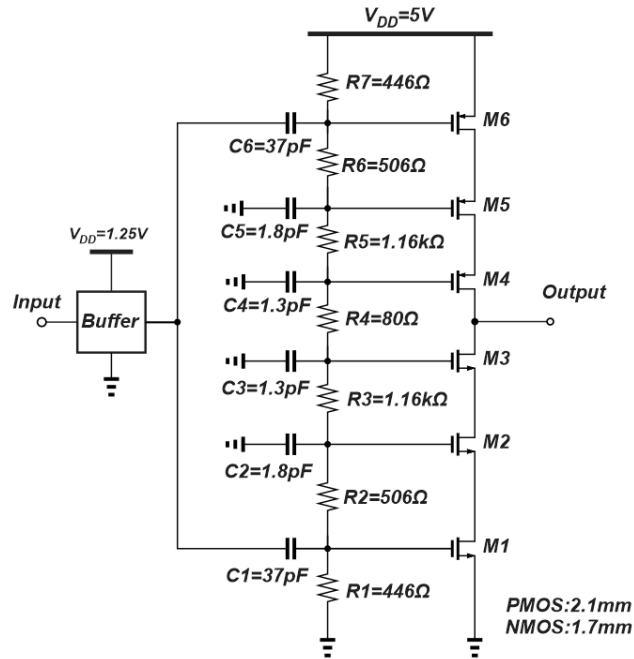 V_DD=5V
R7=446Ω
M6
C6=37pF
R6=506Ω
M5
C5=1.8pF
V_DD=1.25V
R5=1.16kΩ
M4
Input
Buffer
C4=1.3pF
R4=80Ω
Output
M3
C3=1.3pF
R3=1.16kΩ
M2
C2=1.8pF
R2=506Ω
M1
C1=37pF
R1=446Ω
PMOS:2.1mm
NMOS:1.7mm